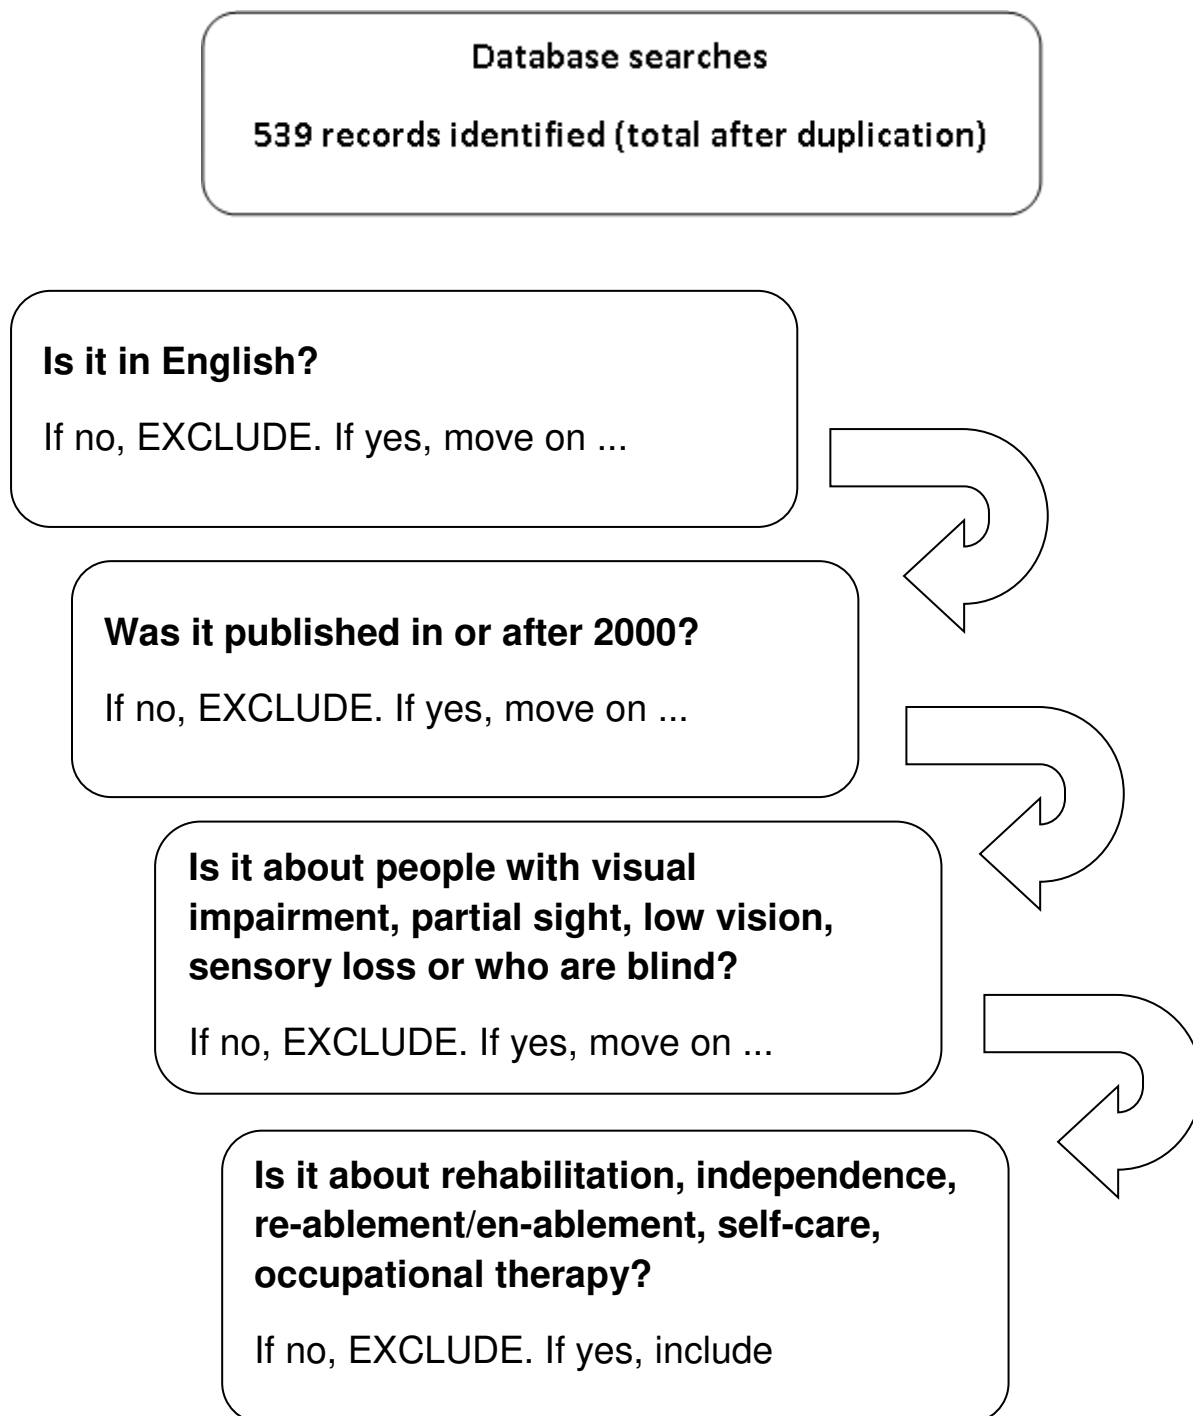 Database searches
539 records identified (total after duplication)
Is it in English?
If no, EXCLUDE. If yes, move on ...
Was it published in or after 2000?
If no, EXCLUDE. If yes, move on ...
Is it about people with visual
impairment, partial sight, low vision,
sensory loss or who are blind?
If no, EXCLUDE. If yes, move on ...
Is it about rehabilitation, independence,
re-ablement/en-ablement, self-care,
occupational therapy?
If no, EXCLUDE. If yes, include